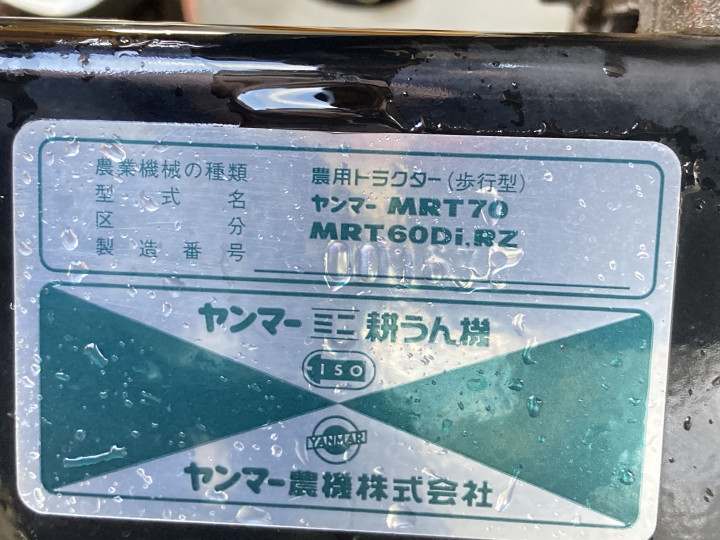 農業機械の種類 農用トラクター(歩行型)
型式名 ヤンマー MRT70
区分 MRT60Di.RZ
製造番号
ヤンマーミニ耕うん機
ISO
YANMAR
ヤンマー農機株式会社